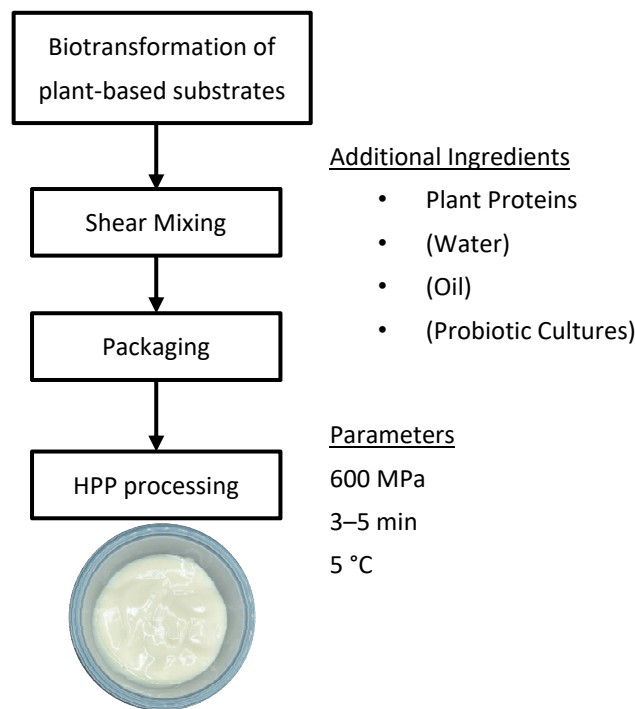 Biotransformation of
plant-based substrates
Additional Ingredients
• Plant Proteins
• (Water)
• (Oil)
• (Probiotic Cultures)
Shear Mixing
Packaging
Parameters
600 MPa
3–5 min
5 °C
HPP processing